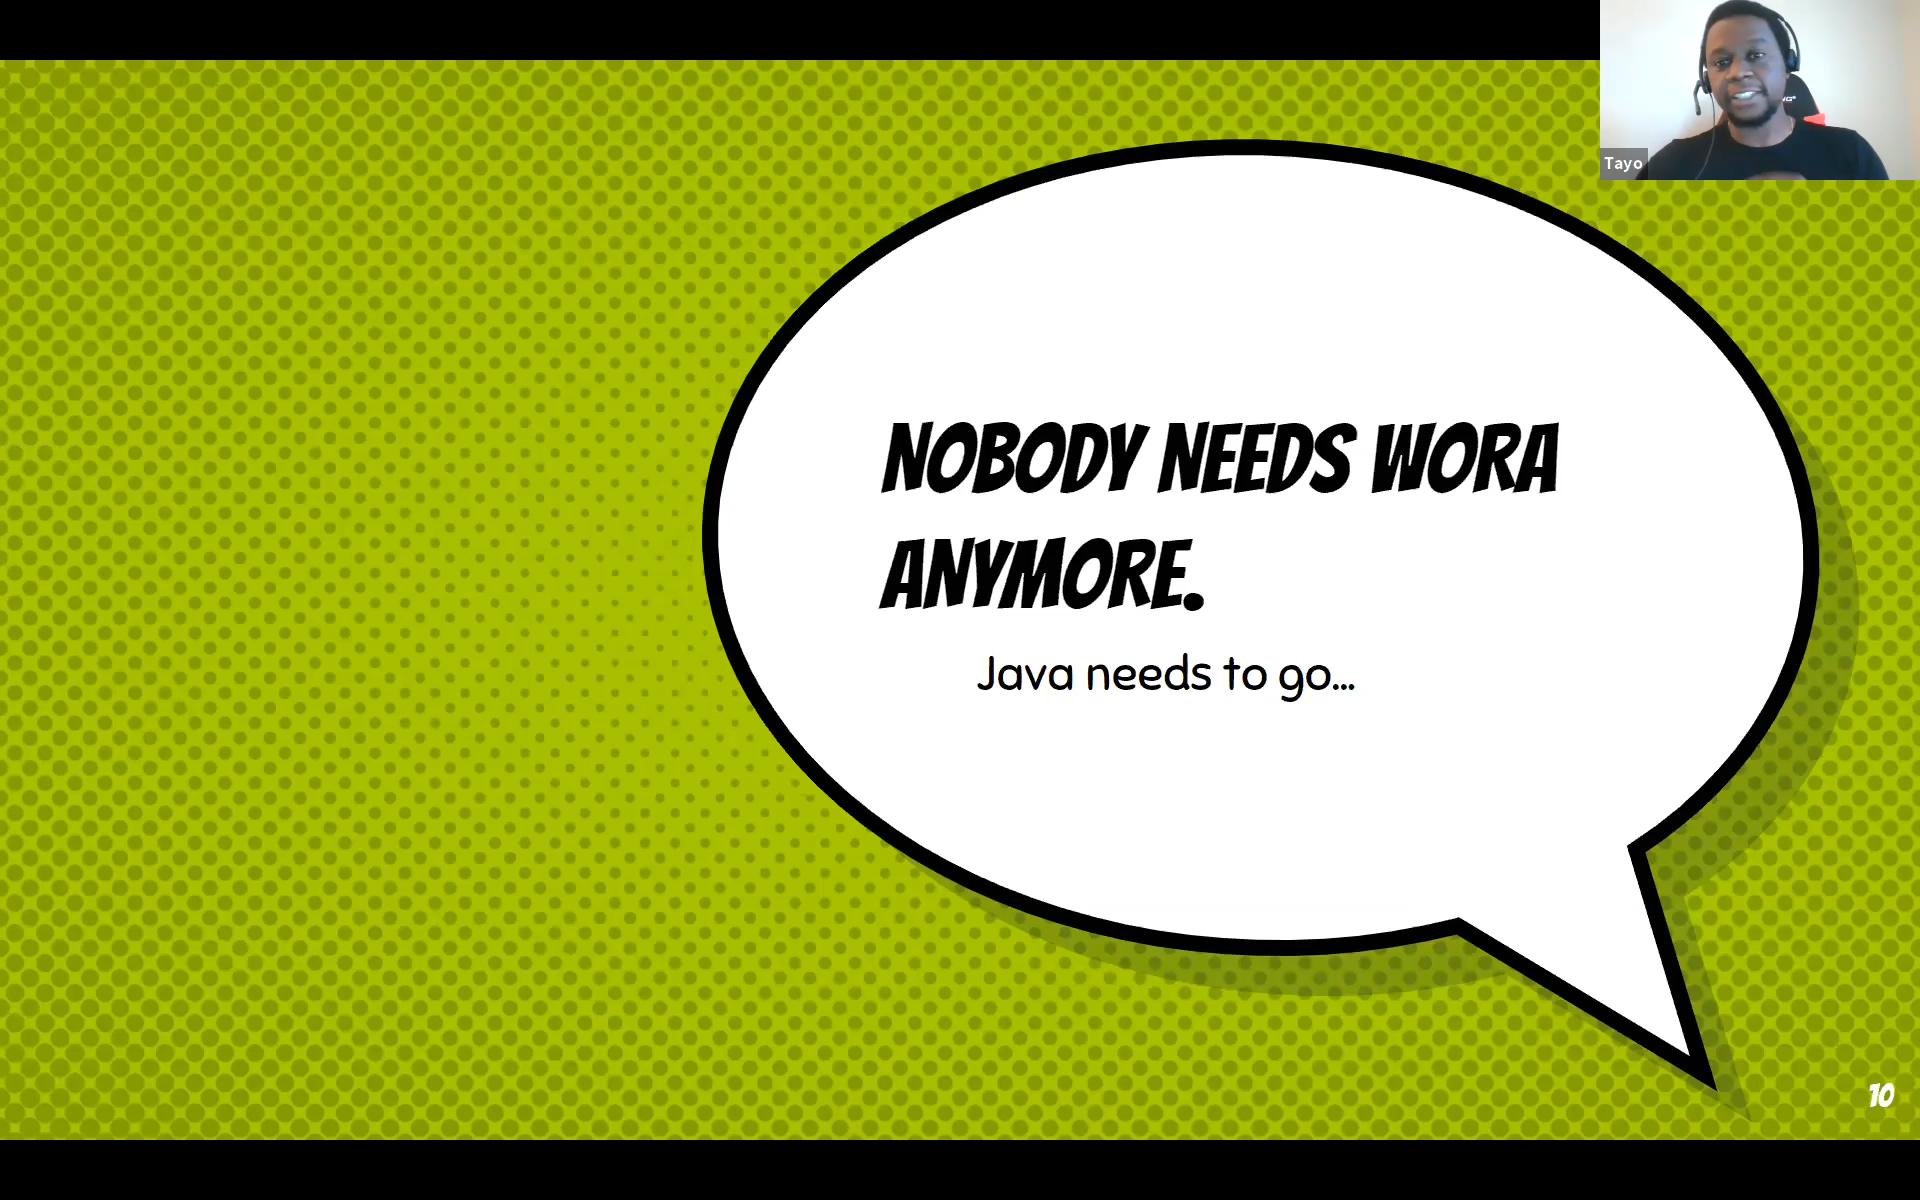 Tayo
NOBODY NEEDS WORA
ANYMORE.
Java needs to go...
10